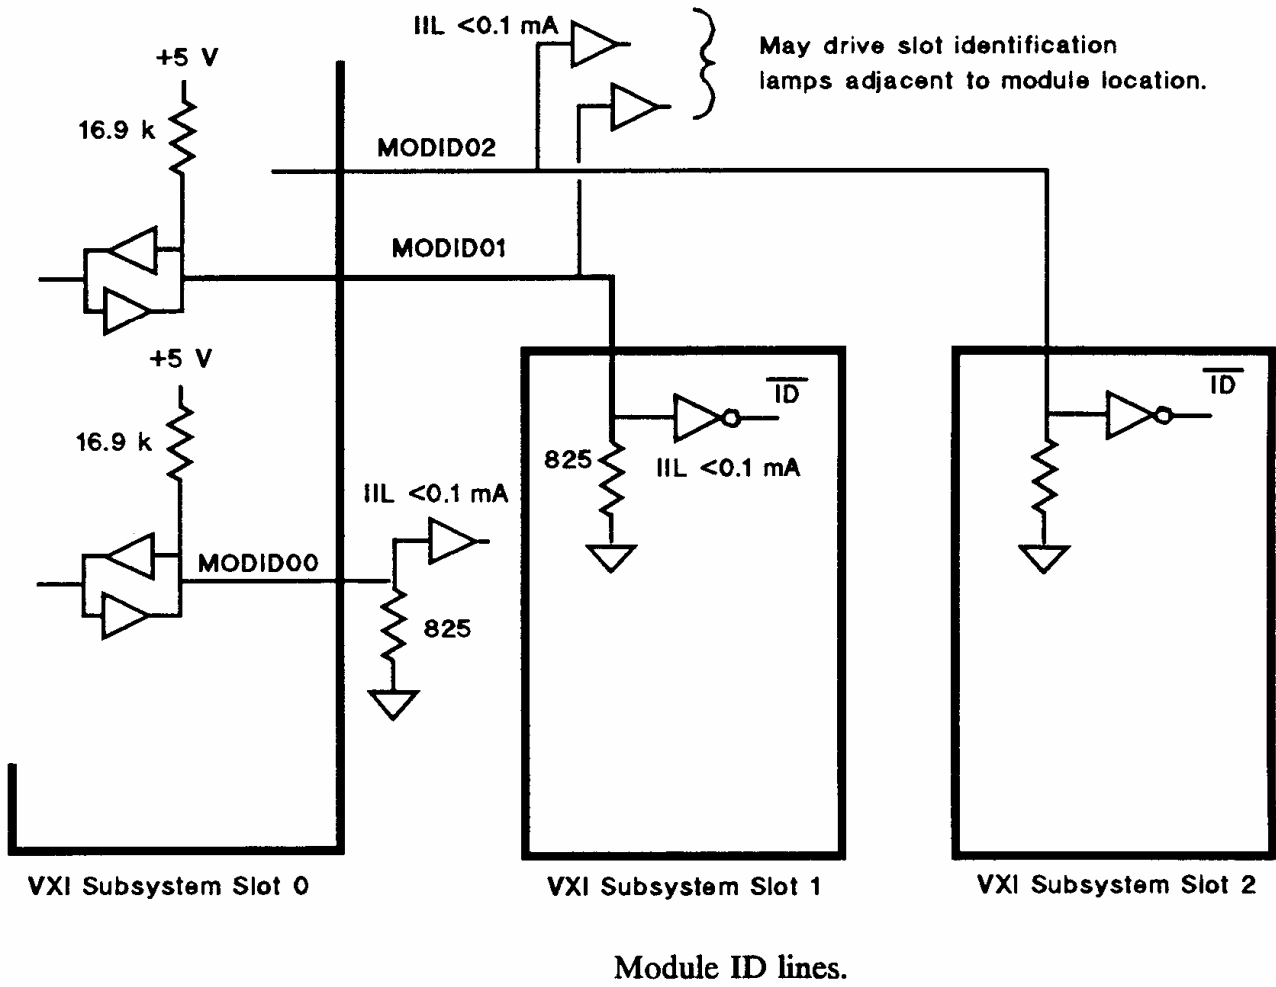 IIL <0.1 mA
May drive slot identification
lamps adjacent to module location.
+5 V
16.9 k
MODID02
MODID01
+5 V
16.9 k
IIL <0.1 mA
MODID00
825
ID
825
IIL <0.1 mA
ID
VXI Subsystem Slot 0
VXI Subsystem Slot 1
VXI Subsystem Slot 2
Module ID lines.